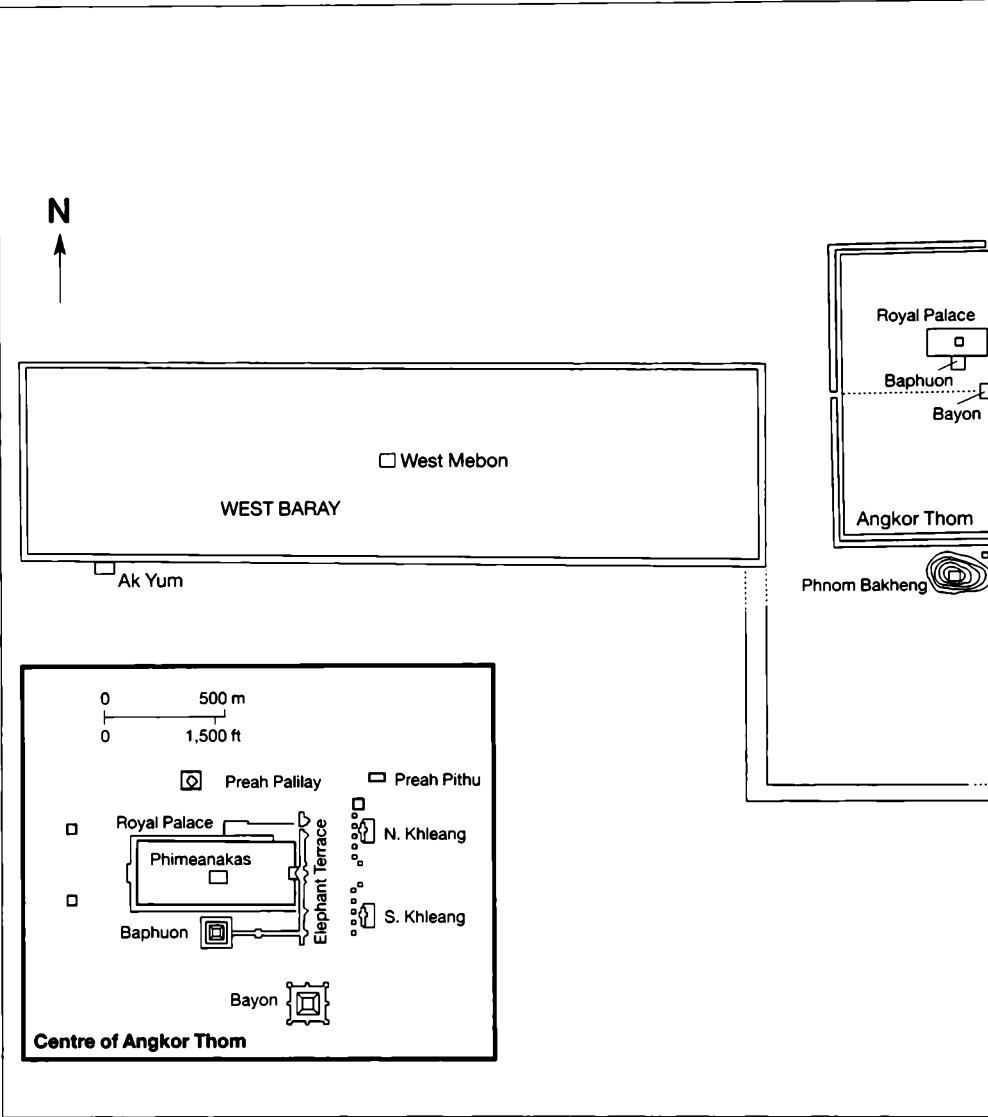 N
Royal Palace
Baphuon
Bayon
West Mebon
WEST BARAY
Angkor Thom
Ak Yum
Phnom Bakheng
0 500 m
0 1,500 ft
Preah Palilay
Preah Pithu
Royal Palace
Elephant Terrace
N. Khleang
Phimeanakas
S. Khleang
Baphuon
Bayon
Centre of Angkor Thom